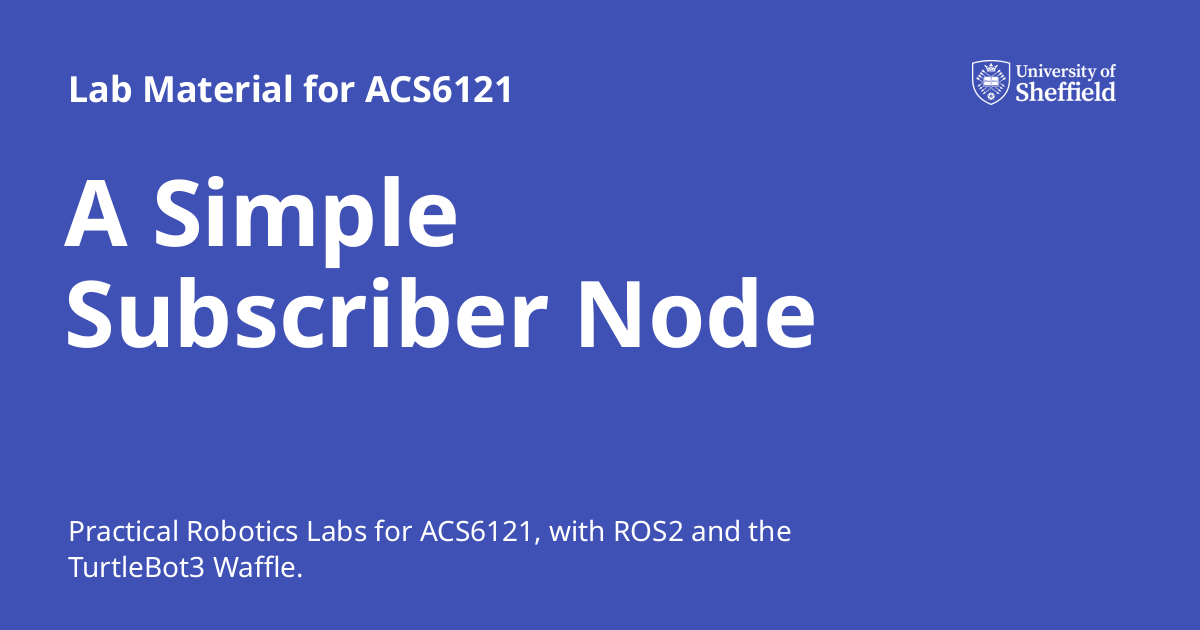 Lab Material for ACS6121
University of
Sheffield
A Simple
Subscriber Node
Practical Robotics Labs for ACS6121, with ROS2 and the
TurtleBot3 Waffle.